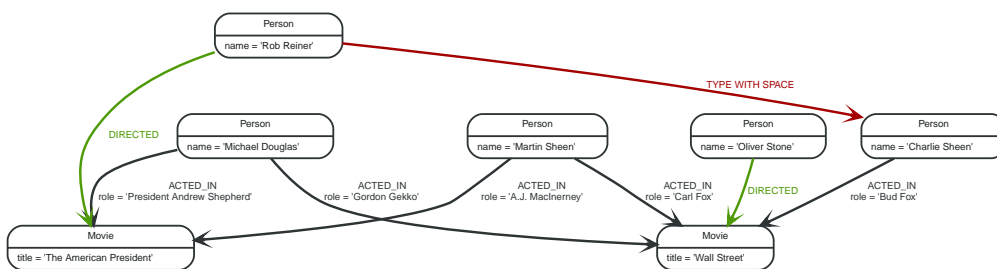 Person
name = 'Rob Reiner'
TYPE WITH SPACE
DIRECTED
Person
name = 'Michael Douglas'
Person
name = 'Martin Sheen'
Person
name = 'Oliver Stone'
Person
name = 'Charlie Sheen'
ACTED_IN
role = 'President Andrew Shepherd'
ACTED_IN
role = 'Gordon Gekko'
ACTED_IN
role = 'A.J. MacInerney'
ACTED_IN
role = 'Carl Fox'
DIRECTED
ACTED_IN
role = 'Bud Fox'
Movie
title = 'The American President'
Movie
title = 'Wall Street'